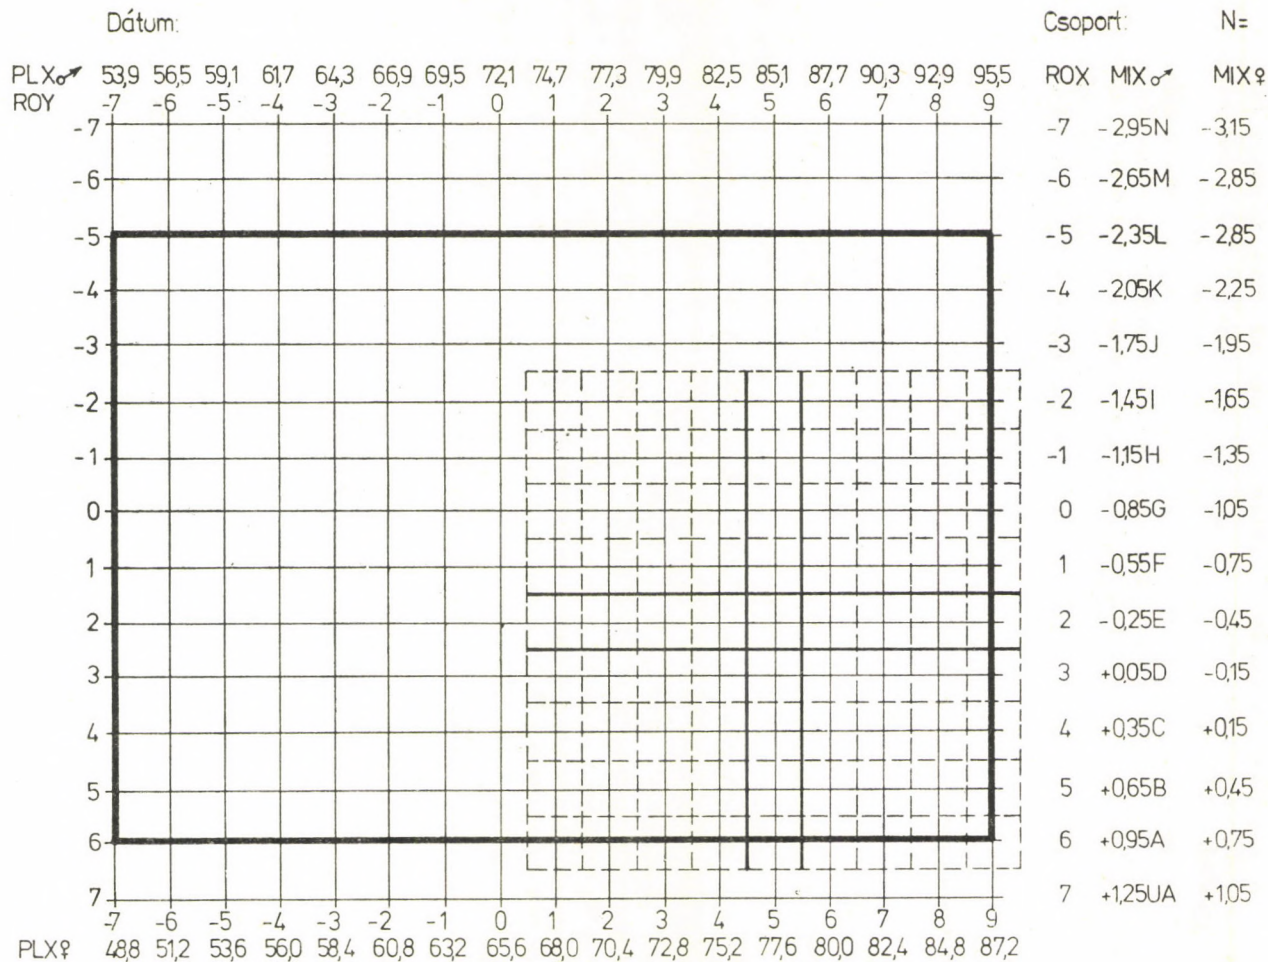 Dátum: Csoport: N=
PLX♂ 53,9 56,5 59,1 61,7 64,3 66,9 69,5 72,1 74,7 77,3 79,9 82,5 85,1 87,7 90,3 92,9 95,5 ROX MIX♂ MIX♀
ROY -7 -6 -5 -4 -3 -2 -1 0 1 2 3 4 5 6 7 8 9
-7 -7 -2,95N -3,15
-6 -6 -2,65M -2,85
-5 -5 -2,35L -2,85
-4 -4 -2,05K -2,25
-3 -3 -1,75J -1,95
-2 -2 -1,45I -1,65
-1 -1 -1,15H -1,35
0 0 -0,85G -1,05
1 1 -0,55F -0,75
2 2 -0,25E -0,45
3 3 +0,05D -0,15
4 4 +0,35C +0,15
5 5 +0,65B +0,45
6 6 +0,95A +0,75
7 7 +1,25UA +1,05
-7 -6 -5 -4 -3 -2 -1 0 1 2 3 4 5 6 7 8 9
PLX♀ 48,8 51,2 53,6 56,0 58,4 60,8 63,2 65,6 68,0 70,4 72,8 75,2 77,6 80,0 82,4 84,8 87,2